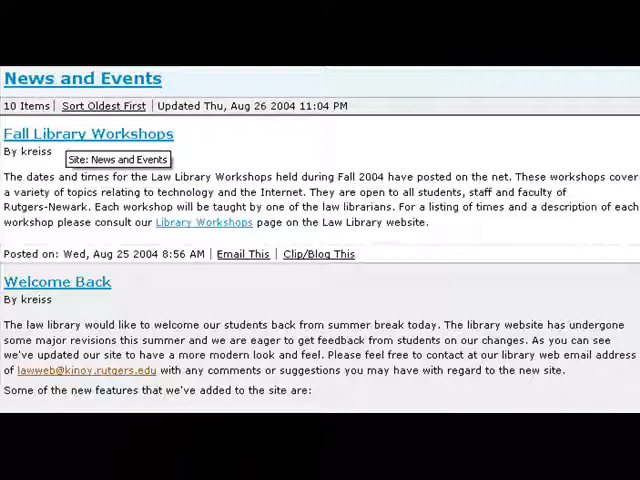 News and Events
10 Items | Sort Oldest First | Updated Thu, Aug 26 2004 11:04 PM
Fall Library Workshops
By kreiss
Site: News and Events
The dates and times for the Law Library Workshops held during Fall 2004 have posted on the net. These workshops cover
a variety of topics relating to technology and the Internet. They are open to all students, staff and faculty of
Rutgers-Newark. Each workshop will be taught by one of the law librarians. For a listing of times and a description of each
workshop please consult our Library Workshops page on the Law Library website.
Posted on: Wed, Aug 25 2004 8:56 AM | Email This | Clip/Blog This
Welcome Back
By kreiss
The law library would like to welcome our students back from summer break today. The library website has undergone
some major revisions this summer and we are eager to get feedback from students on our changes. As you can see
we've updated our site to have a more modern look and feel. Please feel free to contact at our library web email address
of lawweb@kinoy.rutgers.edu with any comments or suggestions you may have with regard to the new site.
Some of the new features that we've added to the site are: